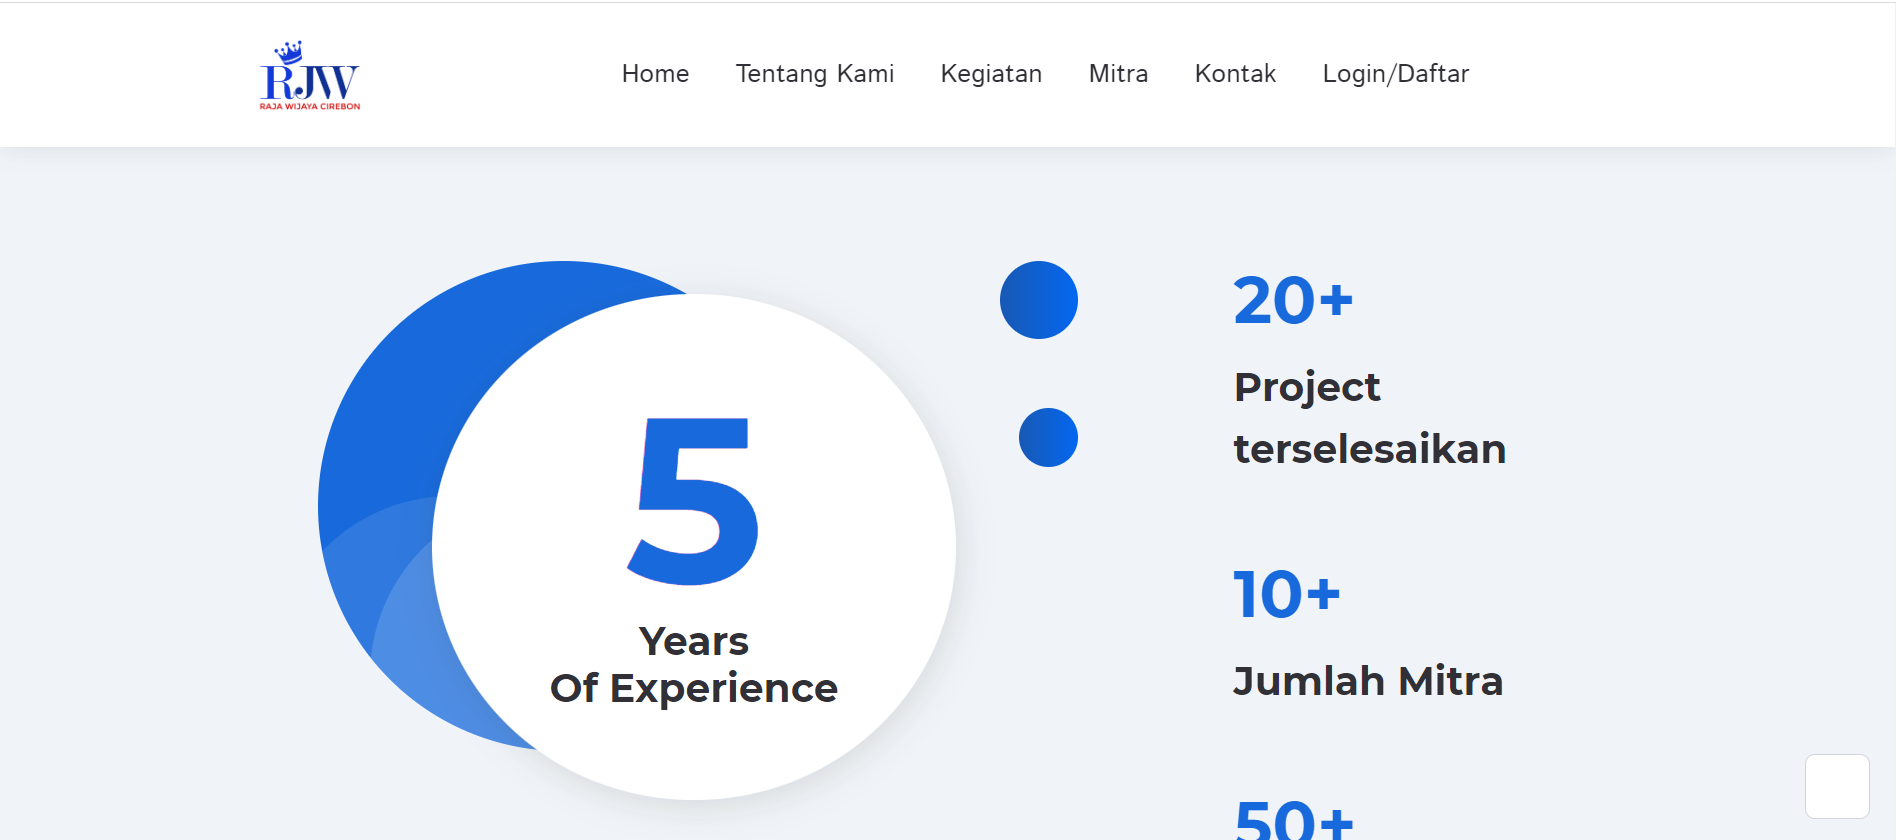 RJW
RAJA WIJAYA CIREBON
Home Tentang Kami Kegiatan Mitra Kontak Login/Daftar
5
Years
Of Experience
20+
Project
terselesaikan
10+
Jumlah Mitra
50+